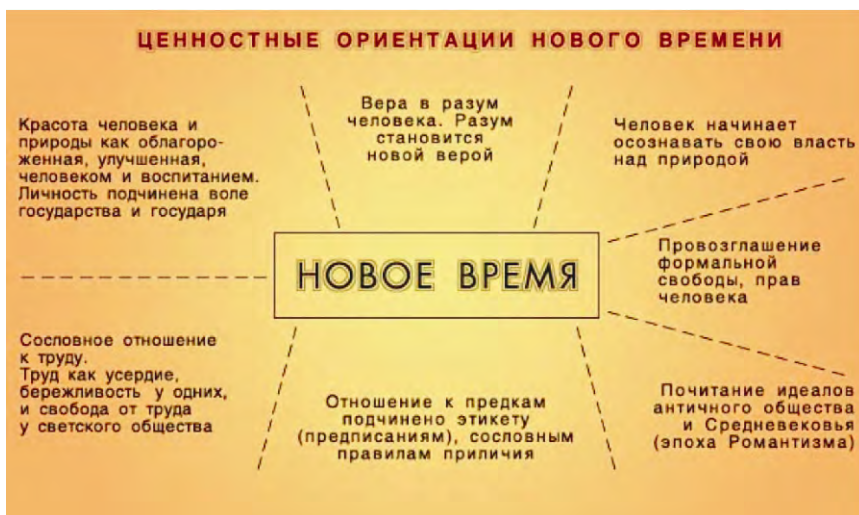 ЦЕННОСТНЫЕ ОРИЕНТАЦИИ НОВОГО ВРЕМЕНИ
Красота человека и
природы как облагоро-
женная, улучшенная,
человеком и воспитанием.
Личность подчинена воле
государства и государя
Вера в разум
человека. Разум
становится
новой верой
Человек начинает
осознавать свою власть
над природой
НОВОЕ ВРЕМЯ
Провозглашение
формальной
свободы, прав
человека
Сословное отношение
к труду.
Труд как усердие,
бережливость у одних,
и свобода от труда
у светского общества
Отношение к предкам
подчинено этикету
(предписаниям), сословным
правилам приличия
Почитание идеалов
античного общества
и Средневековья
(эпоха Романтизма)